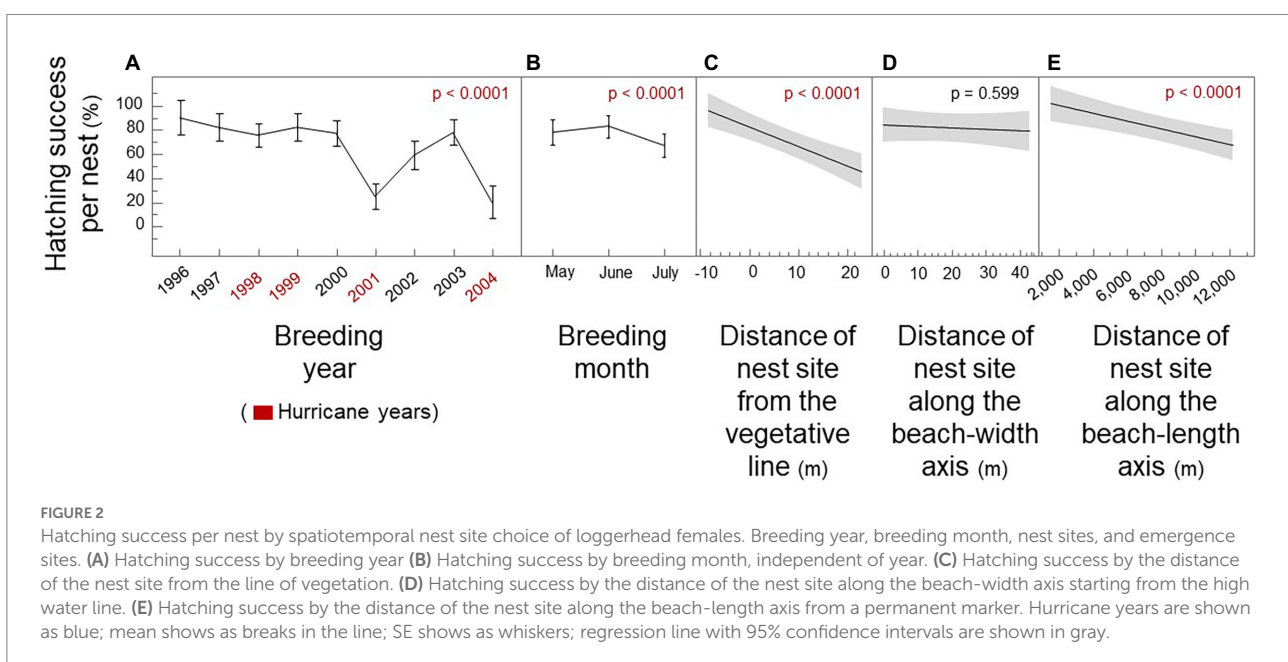 A
B
C
D
E
Hatching success
per nest (%)
100
80
60
40
20
0
p < 0.0001
p < 0.0001
p < 0.0001
p = 0.599
p < 0.0001
1996
1997
1998
1999
2000
2001
2002
2003
2004
May June July
-10 0 10 20
0 10 20 30 40
2,000
4,000
6,000
8,000
10,000
12,000
Breeding
year
( Hurricane years)
Breeding
month
Distance of
nest site
from the
vegetative
line (m)
Distance of
nest site
along the
beach-width
axis (m)
Distance of
nest site
along the
beach-length
axis (m)
FIGURE 2
Hatching success per nest by spatiotemporal nest site choice of loggerhead females. Breeding year, breeding month, nest sites, and emergence
sites. (A) Hatching success by breeding year (B) Hatching success by breeding month, independent of year. (C) Hatching success by the distance
of the nest site from the line of vegetation. (D) Hatching success by the distance of the nest site along the beach-width axis starting from the high
water line. (E) Hatching success by the distance of the nest site along the beach-length axis from a permanent marker. Hurricane years are shown
as blue; mean shows as breaks in the line; SE shows as whiskers; regression line with 95% confidence intervals are shown in gray.